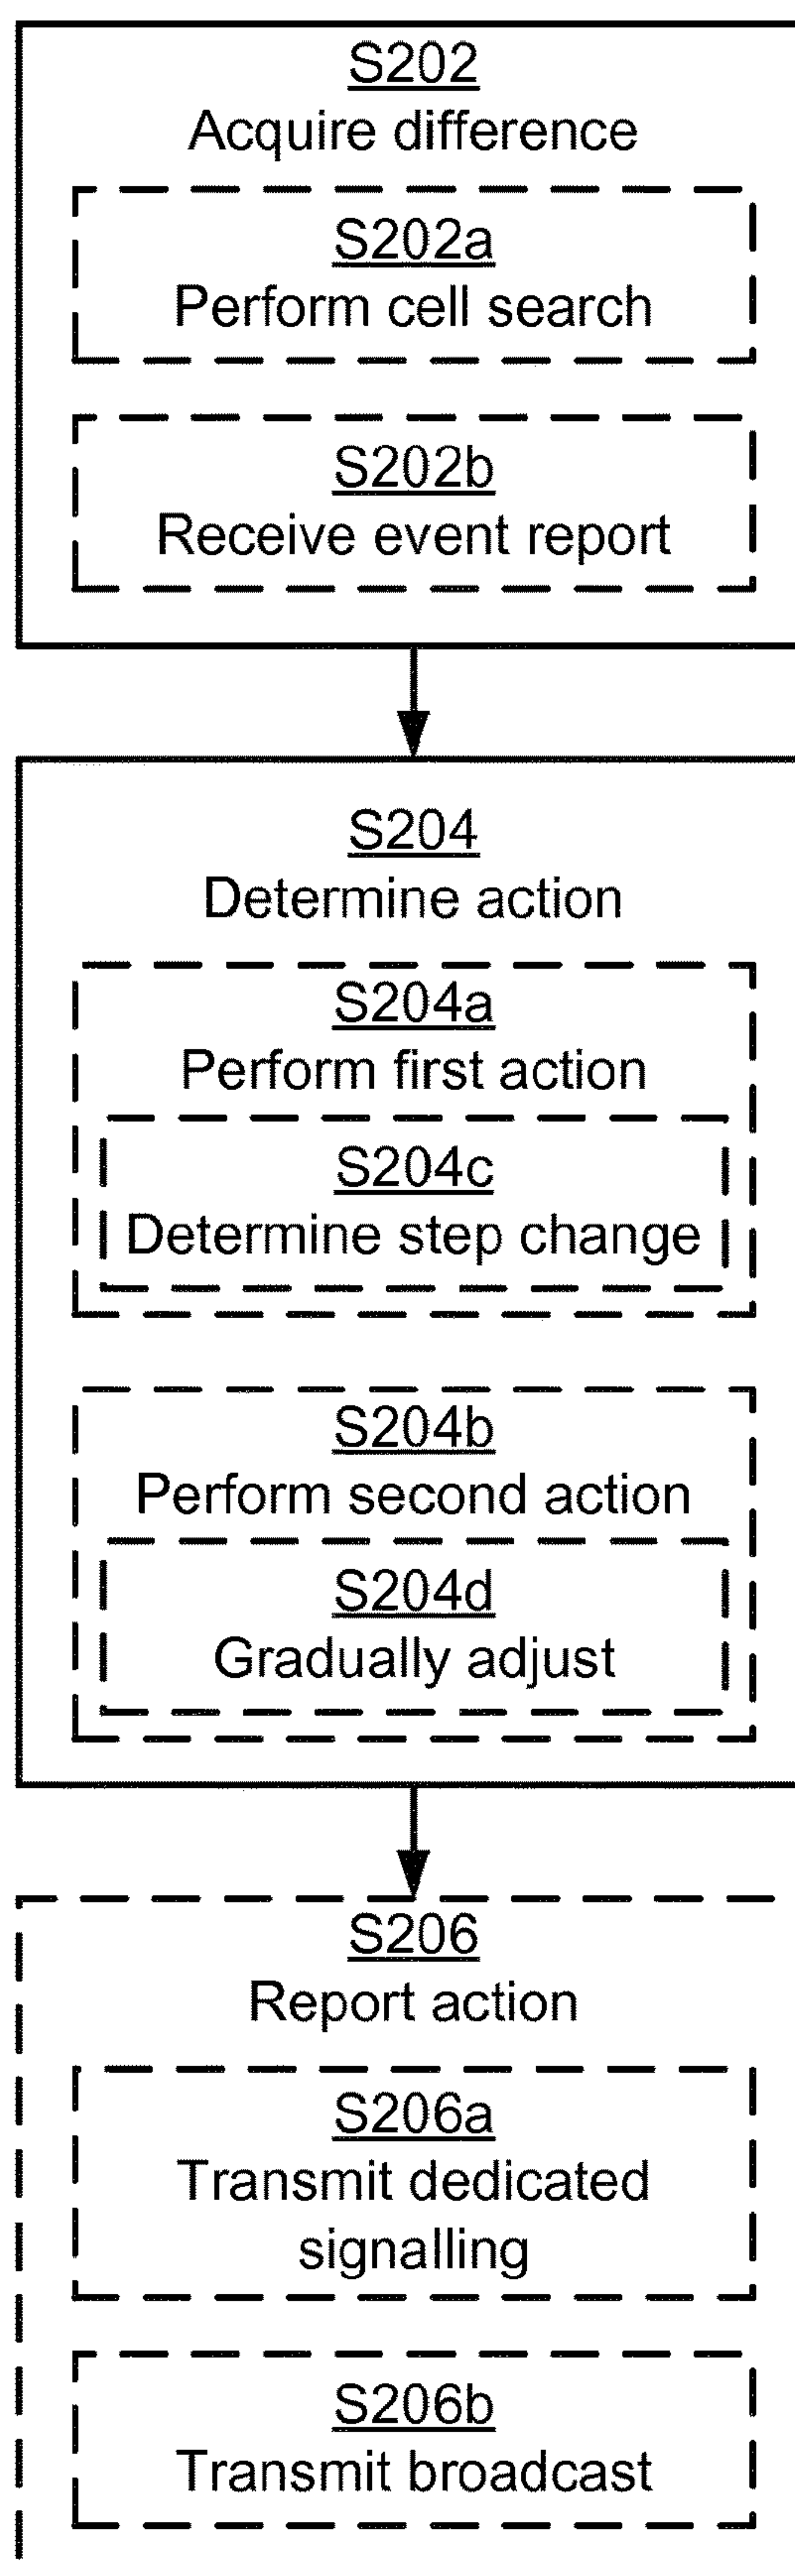 S202
Acquire difference
S202a
Perform cell search
S202b
Receive event report
S204
Determine action
S204a
Perform first action
S204c
Determine step change
S204b
Perform second action
S204d
Gradually adjust
S206
Report action
S206a
Transmit dedicated
signalling
S206b
Transmit broadcast